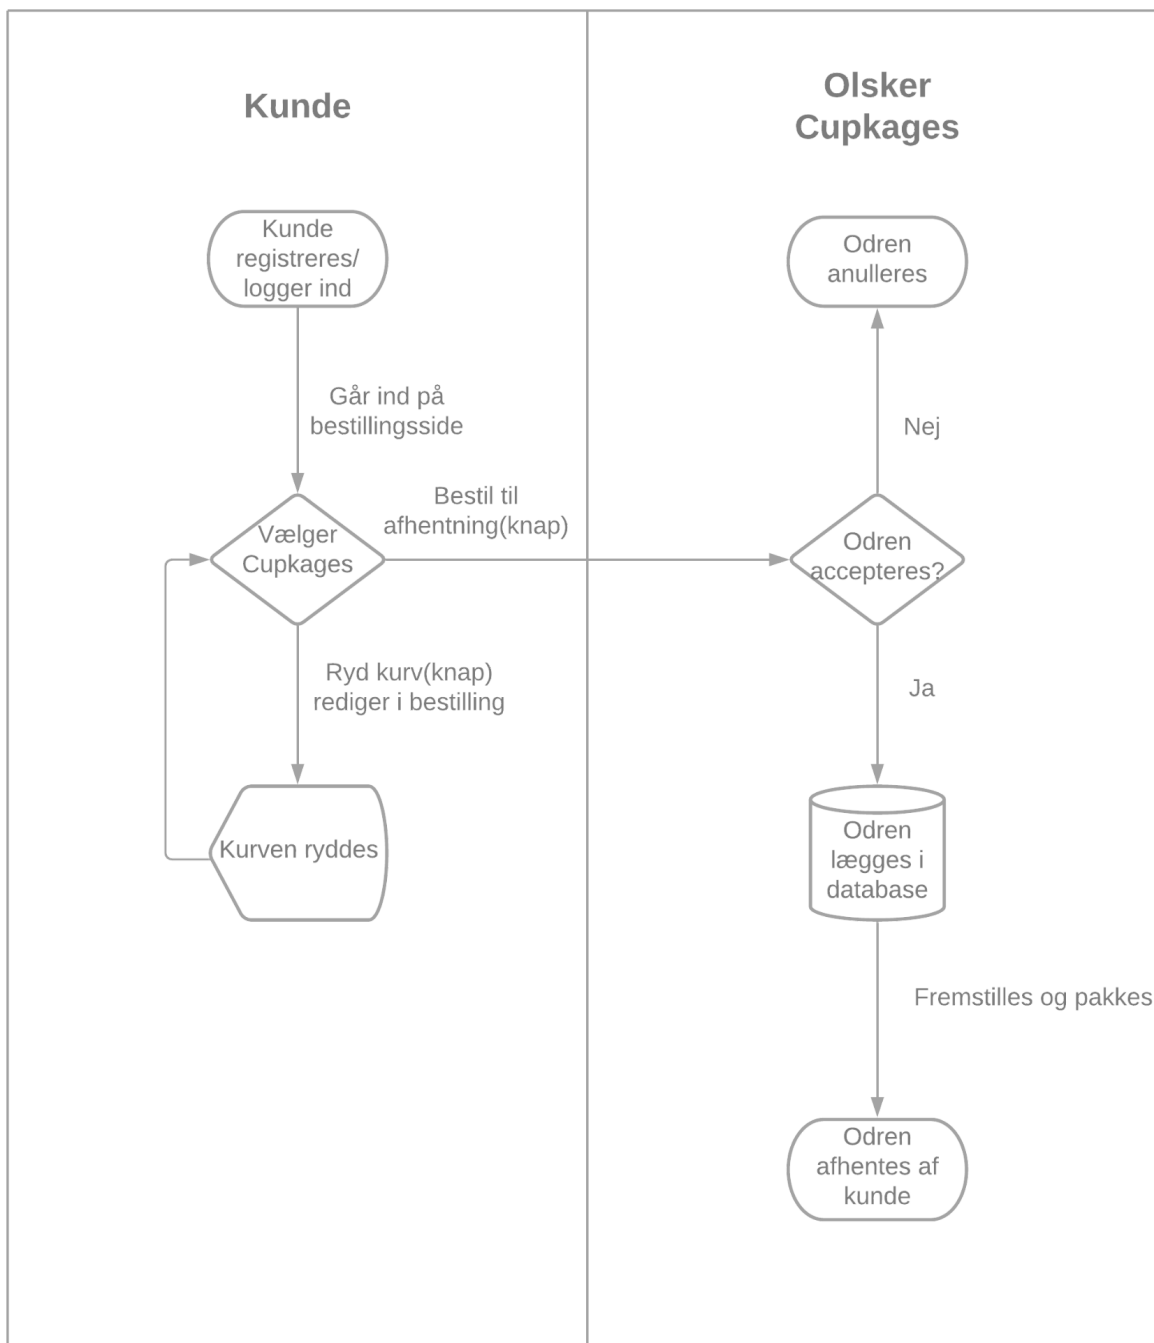 Kunde
Kunde
registreres/
logger ind
Går ind på
bestillingsside
Vælger
Cupkages
Bestil til
afhentning(knap)
Ryd kurv(knap)
rediger i bestilling
Kurven ryddes
Olsker
Cupkages
Odren
anulleres
Nej
Odren
accepteres?
Ja
Odren
lægges i
database
Fremstilles og pakkes
Odren
afhentes af
kunde